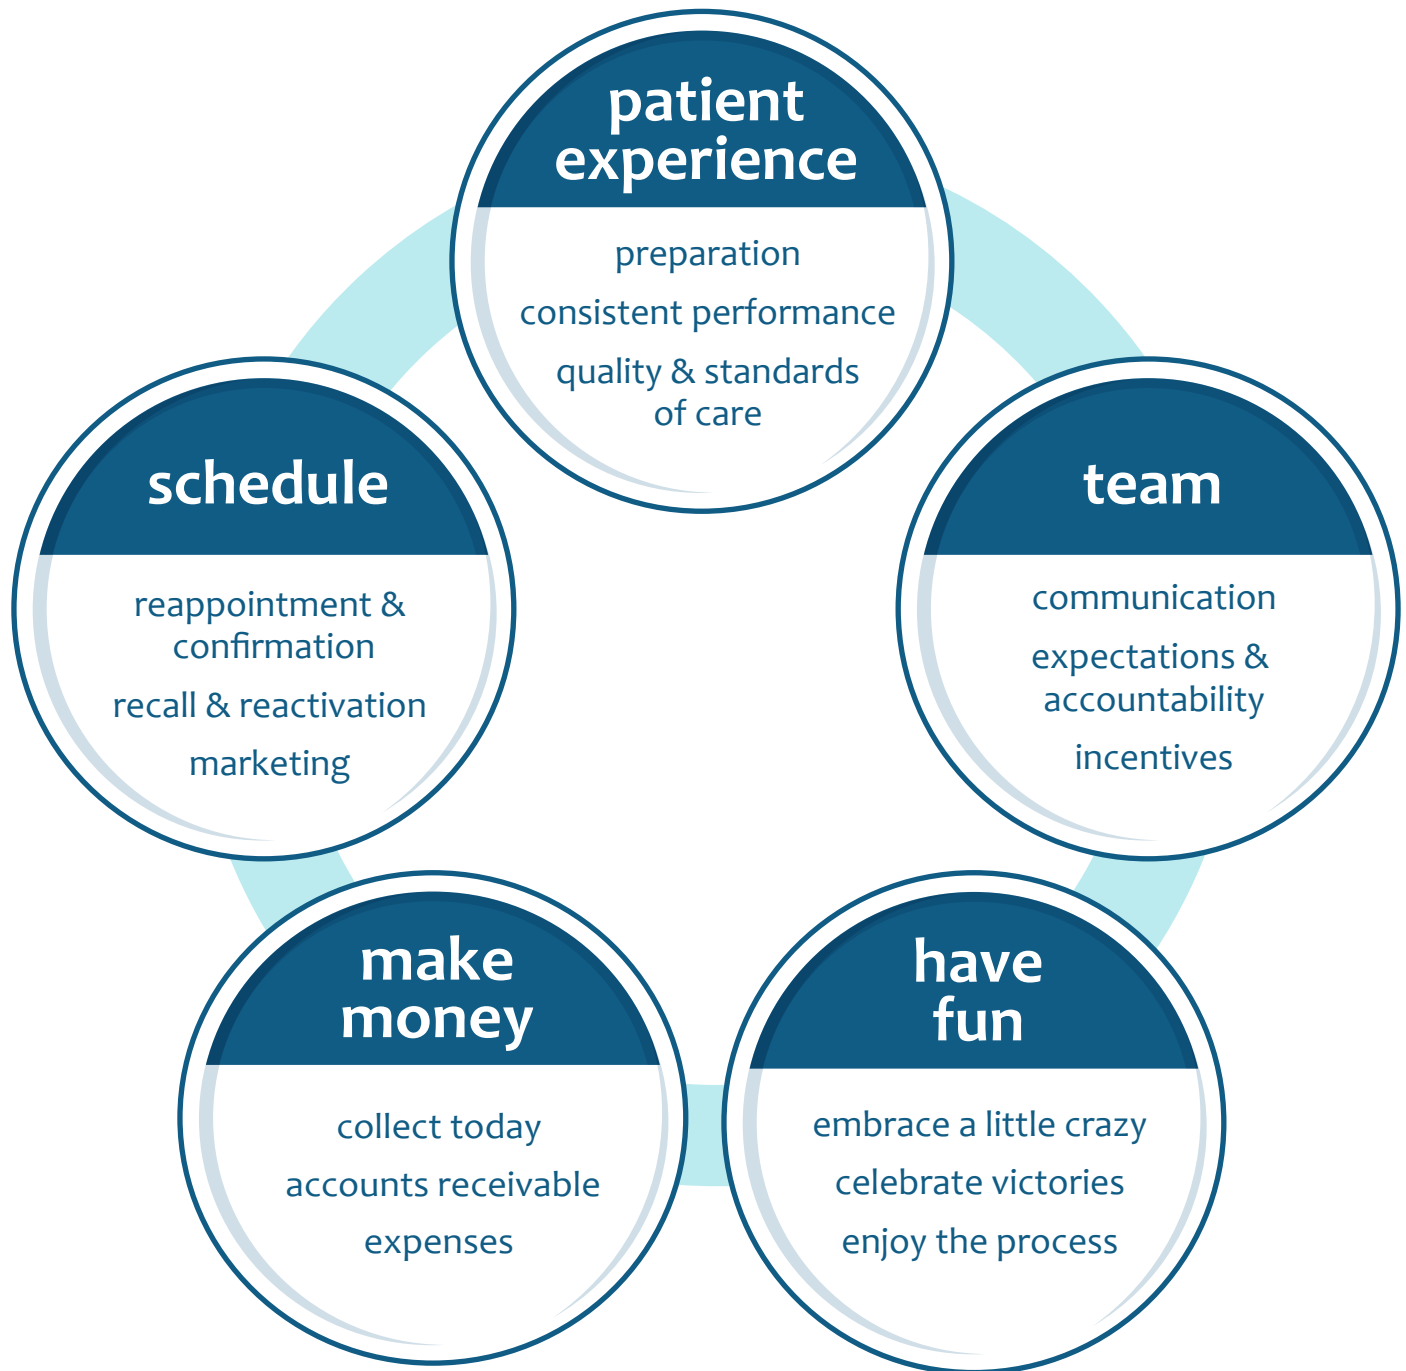 patient
experience
preparation
consistent performance
quality & standards
of care
schedule
reappointment &
confirmation
recall & reactivation
marketing
team
communication
expectations &
accountability
incentives
make
money
collect today
accounts receivable
expenses
have
fun
embrace a little crazy
celebrate victories
enjoy the process